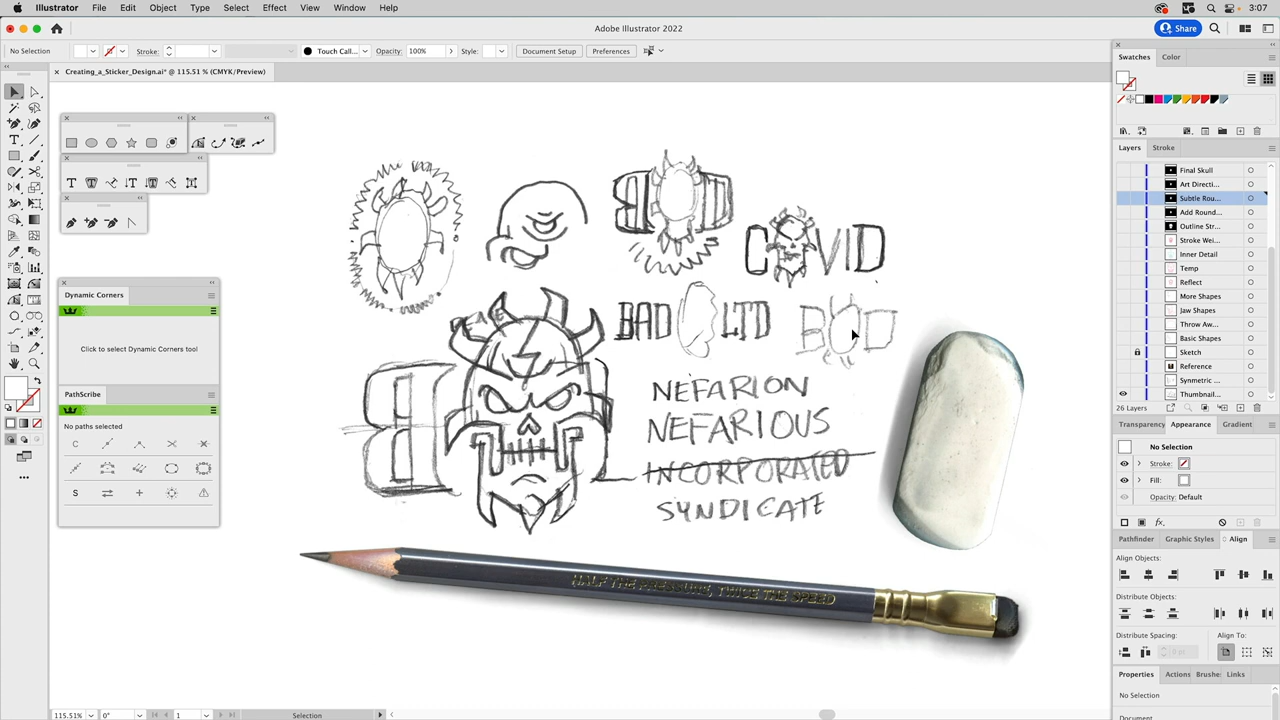 Illustrator File Edit Object Type Select Effect View Window Help 3:07
Adobe Illustrator 2022
Share
No Selection Stroke: Touch Call... Opacity: 100% Style: Document Setup Preferences
Creating_a_Sticker_Design.ai* @ 115.51 % (CMYK/Preview)
Swatches Color
Layers Stroke
Final Skull
Art Directi...
Subtle Rou...
Add Round...
Outline Str...
Stroke Wei...
Inner Detail
Temp
Reflect
More Shapes
Jaw Shapes
Throw Aw...
Basic Shapes
Sketch
Reference
Symmetric ...
Thumbnail...
26 Layers
Transparency Appearance Gradient
No Selection
Stroke:
Fill:
Opacity: Default
fx
Pathfinder Graphic Styles Align
Align Objects:
Distribute Objects:
Distribute Spacing: Align To:
0 pt
Properties Actions Brushes Links
No Selection
Document
Dynamic Corners
Click to select Dynamic Corners tool
PathScribe
No paths selected
COVID
BAD LTD
B D
NEFARION
NEFARIOUS
INCORPORATED
SYNDICATE
HALF THE PRESSURE, TWICE THE SPEED
115.51% 0° 1 Selection